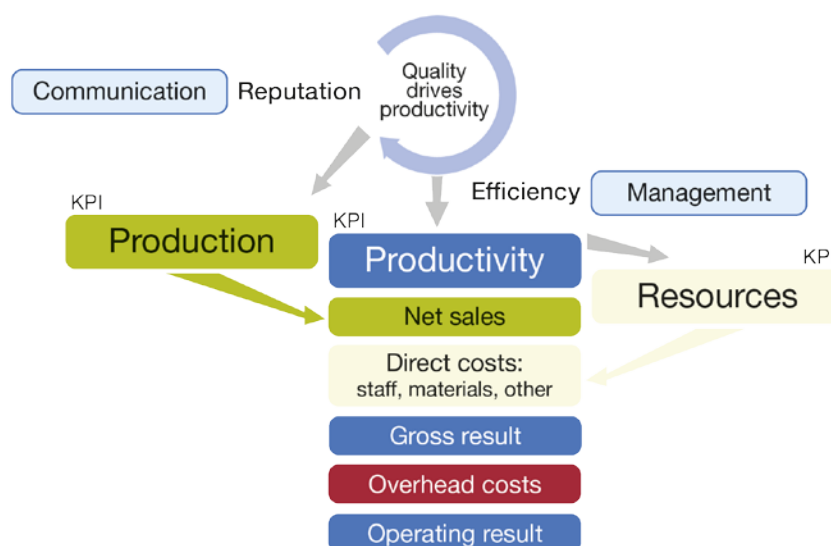 Quality
drives
productivity
Communication
Reputation
Efficiency
Management
KPI
Production
KPI
Productivity
KP
Resources
Net sales
Direct costs:
staff, materials, other
Gross result
Overhead costs
Operating result